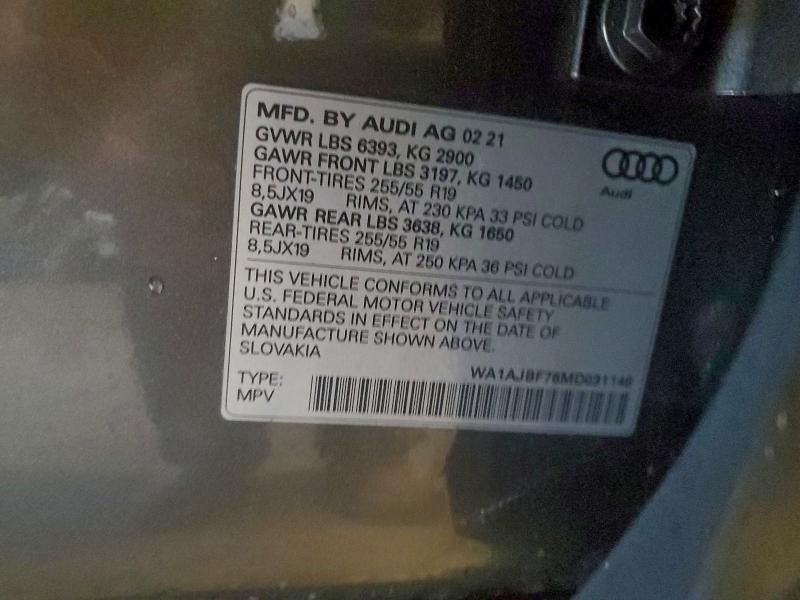 MFD. BY AUDI AG 02 21
GVWR LBS 6393, KG 2900
GAWR FRONT LBS 3197, KG 1450
FRONT-TIRES 255/55 R19
8,5JX19 RIMS, AT 230 KPA 33 PSI COLD
GAWR REAR LBS 3638, KG 1650
REAR-TIRES 255/55 R19
8,5JX19 RIMS, AT 250 KPA 36 PSI COLD
Audi
THIS VEHICLE CONFORMS TO ALL APPLICABLE
U.S. FEDERAL MOTOR VEHICLE SAFETY
STANDARDS IN EFFECT ON THE DATE OF
MANUFACTURE SHOWN ABOVE.
SLOVAKIA
TYPE:
MPV